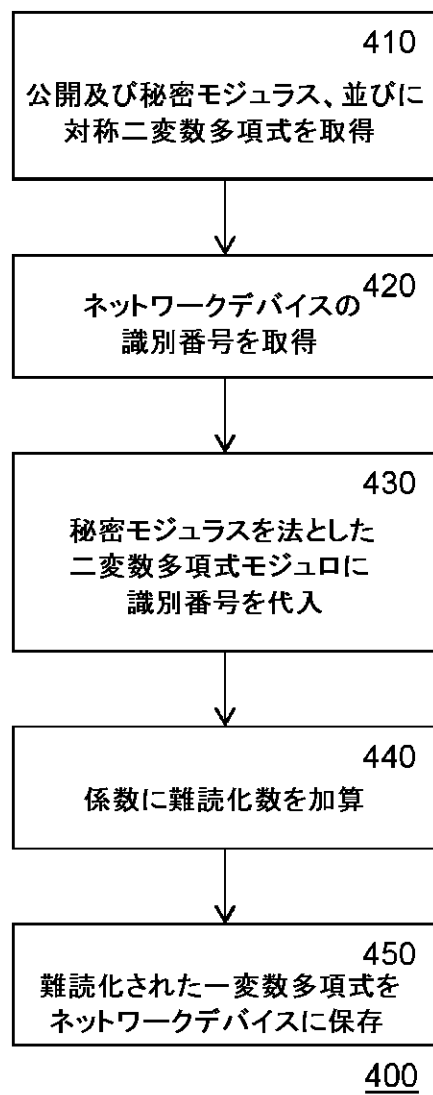 410
公開及び秘密モジュラス、並びに
対称二変数多項式を取得
420
ネットワークデバイスの
識別番号を取得
430
秘密モジュラスを法とした
二変数多項式モジュロに
識別番号を代入
440
係数に難読化数を加算
450
難読化された一変数多項式を
ネットワークデバイスに保存
400